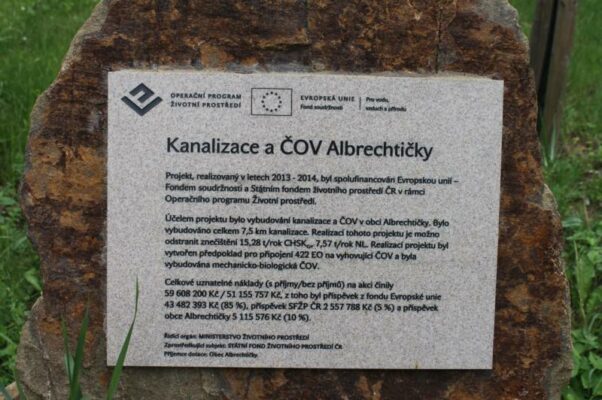 OPERAČNÍ PROGRAM
ŽIVOTNÍ PROSTŘEDÍ
EVROPSKÁ UNIE
Fond soudržnosti
Pro vodu,
vzduch a přírodu
Kanalizace a ČOV Albrechtičky
Projekt, realizovaný v letech 2013 - 2014, byl spolufinancován Evropskou unií –
Fondem soudržnosti a Státním fondem životního prostředí ČR v rámci
Operačního programu Životní prostředí.
Účelem projektu bylo vybudování kanalizace a ČOV v obci Albrechtičky. Bylo
vybudováno celkem 7,5 km kanalizace. Realizací tohoto projektu je možno
odstranit znečištění 15,28 t/rok CHSKcr, 7,57 t/rok NL. Realizací projektu byl
vytvořen předpoklad pro připojení 422 EO na vyhovující ČOV a byla
vybudována mechanicko-biologická ČOV.
Celkové uznatelné náklady (s příjmy/bez příjmů) na akci činily
59 608 200 Kč / 51 155 757 Kč, z toho byl příspěvek z fondu Evropské unie
43 482 393 Kč (85 %), příspěvek SFŽP ČR 2 557 788 Kč (5 %) a příspěvek
obce Albrechtičky 5 115 576 Kč (10 %).
Řídící orgán: MINISTERSTVO ŽIVOTNÍHO PROSTŘEDÍ
Zprostředkující subjekt: STÁTNÍ FOND ŽIVOTNÍHO PROSTŘEDÍ ČR
Příjemce dotace: Obec Albrechtičky